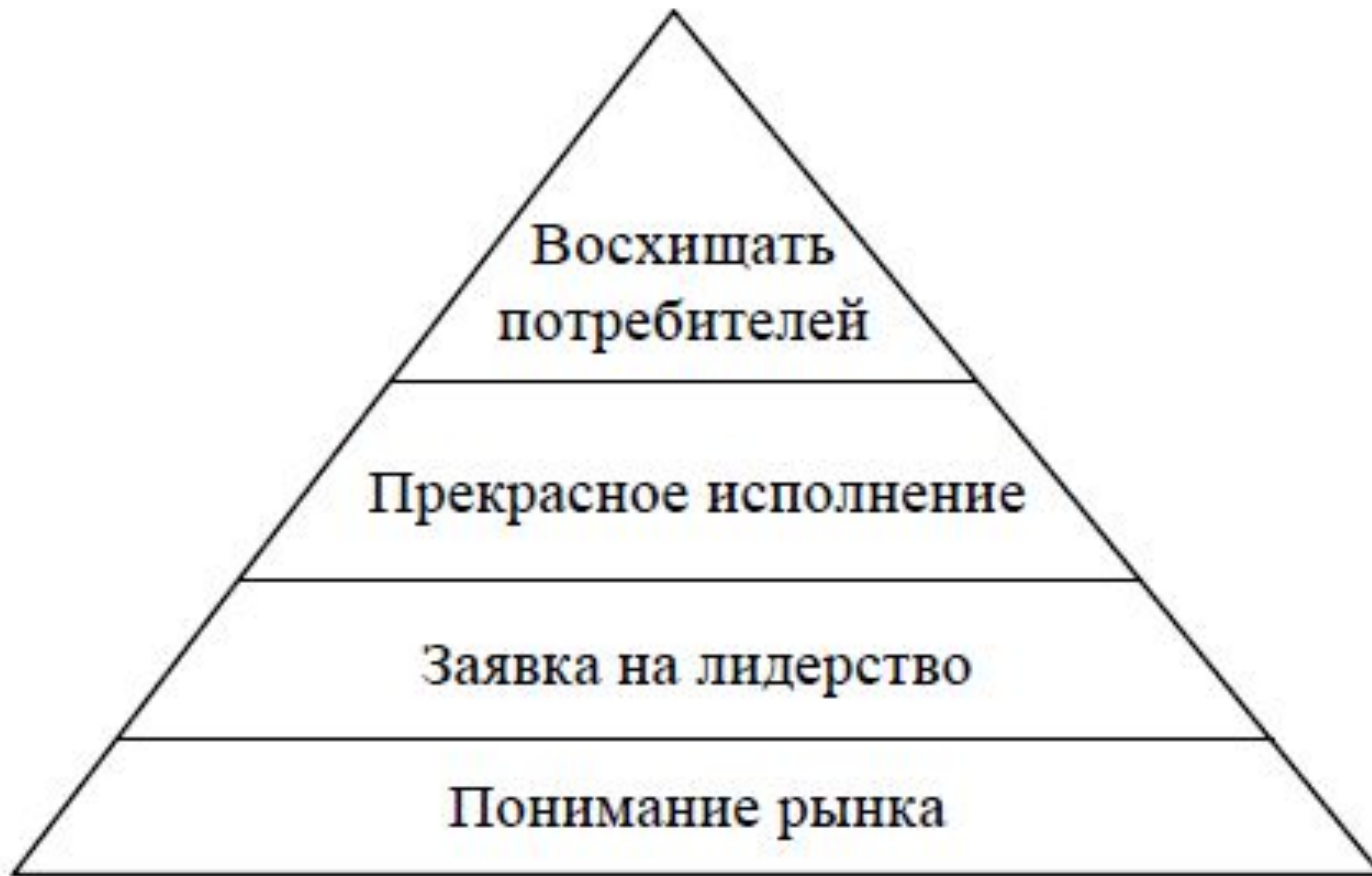 Восхищать
потребителей
Прекрасное исполнение
Заявка на лидерство
Понимание рынка